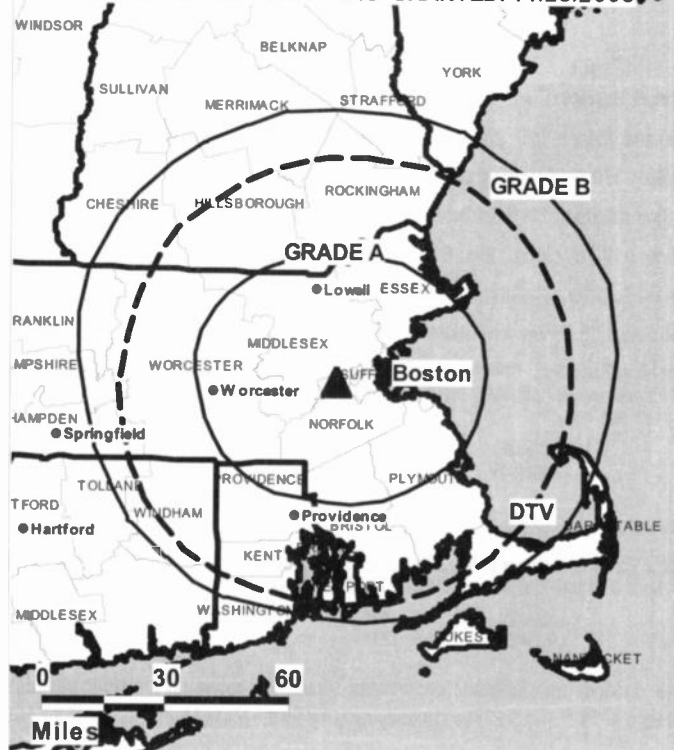 WINDSOR
BELKNAP
YORK
SULLIVAN
MERRIMACK
STRAFFORD
GRADE B
CHESHIRE
HILLSBOROUGH
ROCKINGHAM
GRADE A
Lowell
ESSEX
RANKLIN
MIDDLESEX
MPSHIRE
WORCESTER
SUFF
Boston
Worcester
HAMPDEN
NORFOLK
Springfield
TOLLAND
PROVIDENCE
PLYMOUTH
TFORD
WINDHAM
Providence
DTV
Hartford
BRISTOL
KENT
MIDDLESEX
WASHINGTON
DUKES
NANTUCKET
0 30 60
Miles